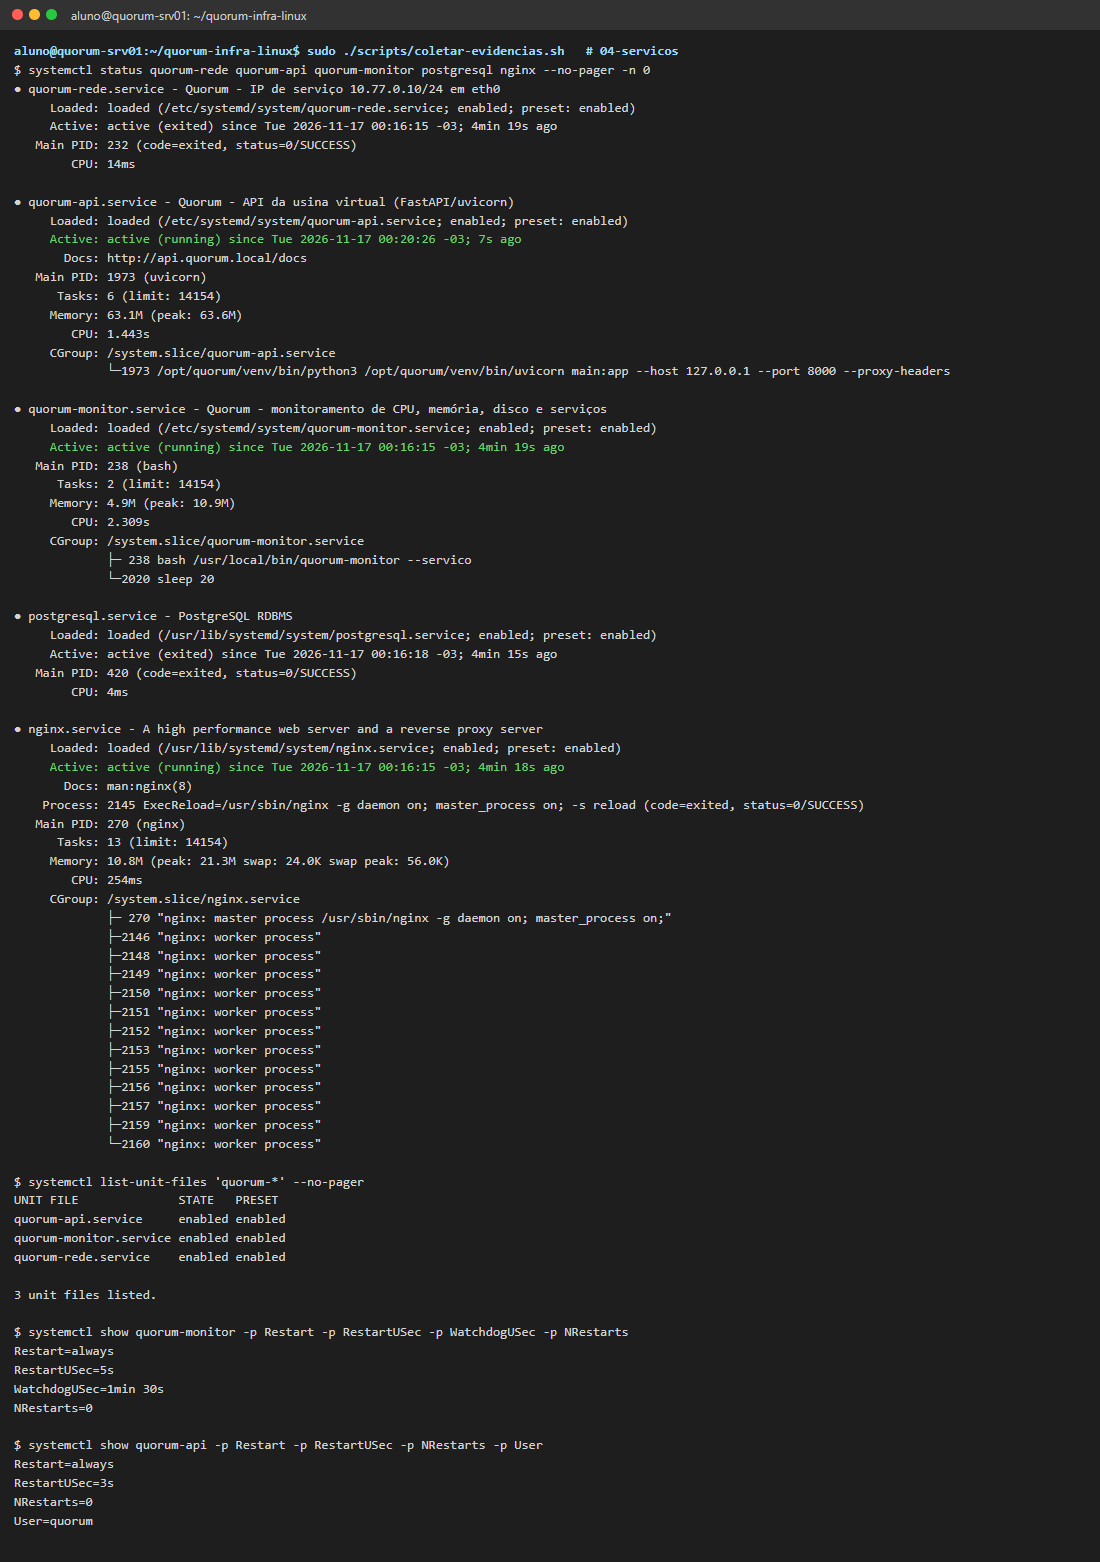 aluno@quorum-srv01: ~/quorum-infra-linux
aluno@quorum-srv01:~/quorum-infra-linux$ sudo ./scripts/coletar-evidencias.sh   # 04-servicos
$ systemctl status quorum-rede quorum-api quorum-monitor postgresql nginx --no-pager -n 0
● quorum-rede.service - Quorum - IP de serviço 10.77.0.10/24 em eth0
     Loaded: loaded (/etc/systemd/system/quorum-rede.service; enabled; preset: enabled)
     Active: active (exited) since Tue 2026-11-17 00:16:15 -03; 4min 19s ago
   Main PID: 232 (code=exited, status=0/SUCCESS)
        CPU: 14ms

● quorum-api.service - Quorum - API da usina virtual (FastAPI/uvicorn)
     Loaded: loaded (/etc/systemd/system/quorum-api.service; enabled; preset: enabled)
     Active: active (running) since Tue 2026-11-17 00:20:26 -03; 7s ago
       Docs: http://api.quorum.local/docs
   Main PID: 1973 (uvicorn)
      Tasks: 6 (limit: 14154)
     Memory: 63.1M (peak: 63.6M)
        CPU: 1.443s
     CGroup: /system.slice/quorum-api.service
             └─1973 /opt/quorum/venv/bin/python3 /opt/quorum/venv/bin/uvicorn main:app --host 127.0.0.1 --port 8000 --proxy-headers

● quorum-monitor.service - Quorum - monitoramento de CPU, memória, disco e serviços
     Loaded: loaded (/etc/systemd/system/quorum-monitor.service; enabled; preset: enabled)
     Active: active (running) since Tue 2026-11-17 00:16:15 -03; 4min 19s ago
   Main PID: 238 (bash)
      Tasks: 2 (limit: 14154)
     Memory: 4.9M (peak: 10.9M)
        CPU: 2.309s
     CGroup: /system.slice/quorum-monitor.service
             ├─ 238 bash /usr/local/bin/quorum-monitor --servico
             └─2020 sleep 20

● postgresql.service - PostgreSQL RDBMS
     Loaded: loaded (/usr/lib/systemd/system/postgresql.service; enabled; preset: enabled)
     Active: active (exited) since Tue 2026-11-17 00:16:18 -03; 4min 15s ago
   Main PID: 420 (code=exited, status=0/SUCCESS)
        CPU: 4ms

● nginx.service - A high performance web server and a reverse proxy server
     Loaded: loaded (/usr/lib/systemd/system/nginx.service; enabled; preset: enabled)
     Active: active (running) since Tue 2026-11-17 00:16:15 -03; 4min 18s ago
       Docs: man:nginx(8)
    Process: 2145 ExecReload=/usr/sbin/nginx -g daemon on; master_process on; -s reload (code=exited, status=0/SUCCESS)
   Main PID: 270 (nginx)
      Tasks: 13 (limit: 14154)
     Memory: 10.8M (peak: 21.3M swap: 24.0K swap peak: 56.0K)
        CPU: 254ms
     CGroup: /system.slice/nginx.service
             ├─ 270 "nginx: master process /usr/sbin/nginx -g daemon on; master_process on;"
             ├─2146 "nginx: worker process"
             ├─2148 "nginx: worker process"
             ├─2149 "nginx: worker process"
             ├─2150 "nginx: worker process"
             ├─2151 "nginx: worker process"
             ├─2152 "nginx: worker process"
             ├─2153 "nginx: worker process"
             ├─2155 "nginx: worker process"
             ├─2156 "nginx: worker process"
             ├─2157 "nginx: worker process"
             ├─2159 "nginx: worker process"
             └─2160 "nginx: worker process"

$ systemctl list-unit-files 'quorum-*' --no-pager
UNIT FILE              STATE   PRESET
quorum-api.service     enabled enabled
quorum-monitor.service enabled enabled
quorum-rede.service    enabled enabled

3 unit files listed.

$ systemctl show quorum-monitor -p Restart -p RestartUSec -p WatchdogUSec -p NRestarts
Restart=always
RestartUSec=5s
WatchdogUSec=1min 30s
NRestarts=0

$ systemctl show quorum-api -p Restart -p RestartUSec -p NRestarts -p User
Restart=always
RestartUSec=3s
NRestarts=0
User=quorum